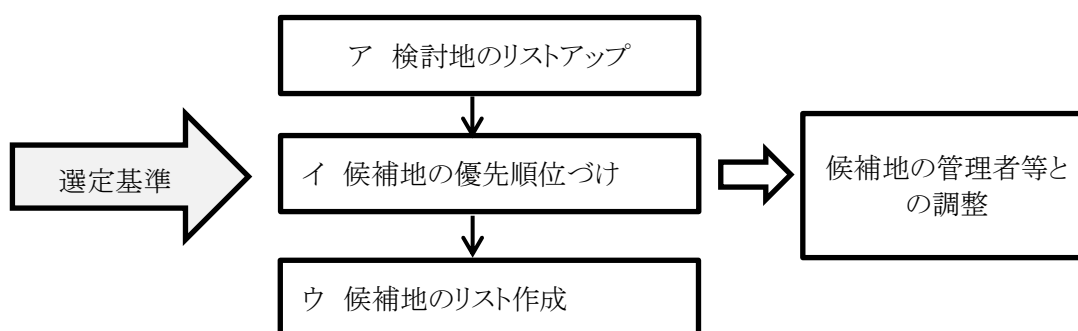 ア 検討地のリストアップ
選定基準
イ 候補地の優先順位づけ
候補地の管理者等と
の調整
ウ 候補地のリスト作成